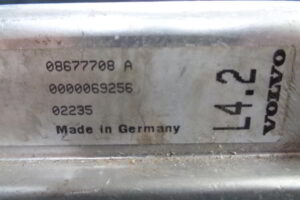 08677708 A
0000069256
02235
Made in Germany
L4.2
VOLVO